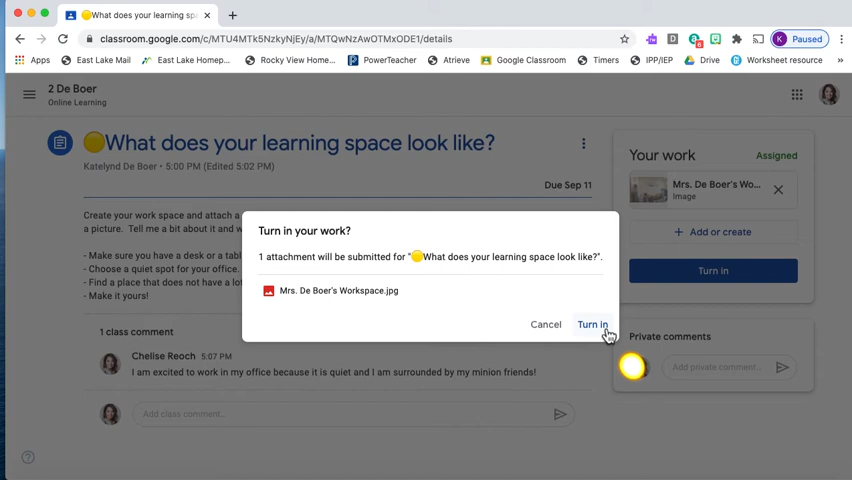 🟡What does your learning sp
classroom.google.com/c/MTU4MTk5NzkyNjEy/a/MTQwNzAwOTMxODE1/details
Paused
Apps East Lake Mail East Lake Homep... Rocky View Home... PowerTeacher Atrieve Google Classroom Timers IPP/IEP Drive Worksheet resource »
2 De Boer
Online Learning
🟡What does your learning space look like?
Katelynd De Boer • 5:00 PM (Edited 5:02 PM)
Due Sep 11
Create your work space and attach a
a picture. Tell me a bit about it and w
- Make sure you have a desk or a tabl
- Choose a quiet spot for your office.
- Find a place that does not have a lot
- Make it yours!
1 class comment
Chelise Reoch 5:07 PM
I am excited to work in my office because it is quiet and I am surrounded by my minion friends!
Add class comment...
Turn in your work?
1 attachment will be submitted for "🟡What does your learning space look like?".
Mrs. De Boer's Workspace.jpg
Cancel Turn in
Your work Assigned
Mrs. De Boer's Wo...
Image
+ Add or create
Turn in
Private comments
Add private comment...